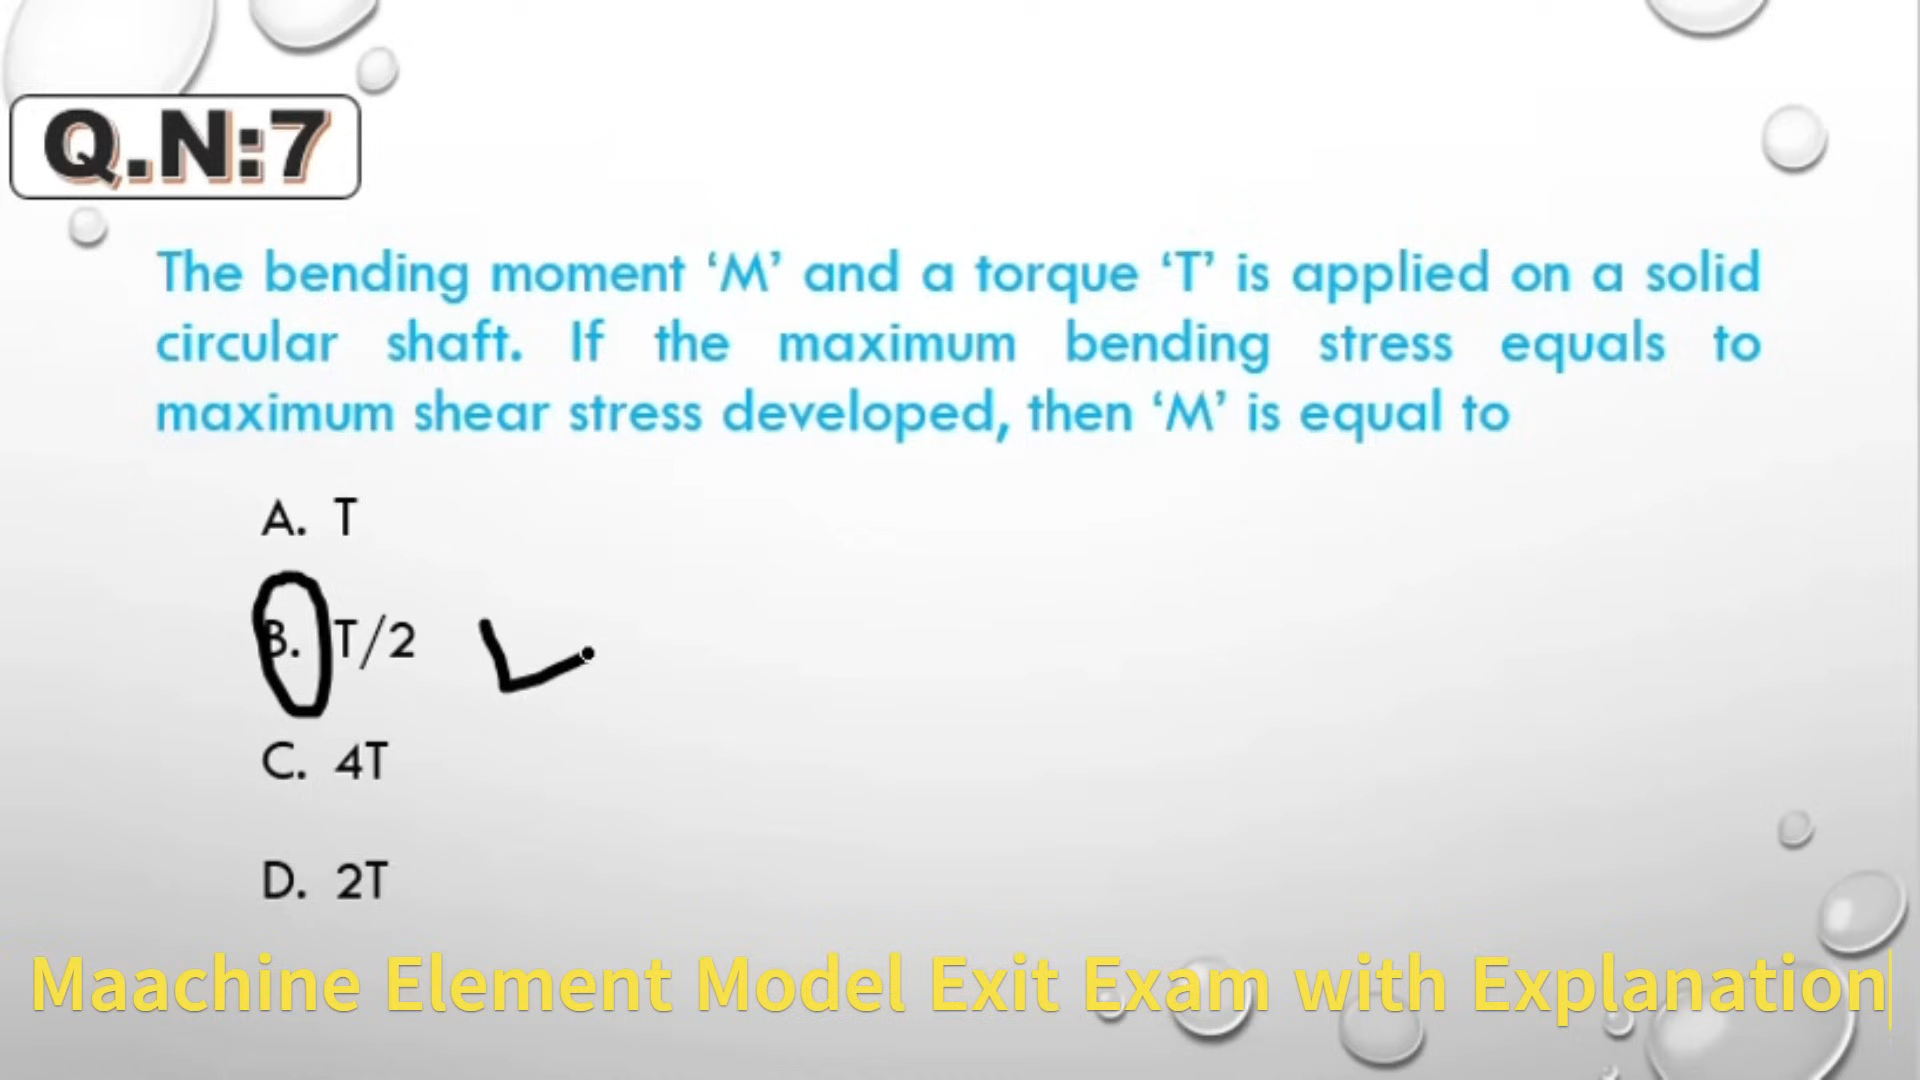 Q.N:7
The bending moment ‘M’ and a torque ‘T’ is applied on a solid
circular shaft. If the maximum bending stress equals to
maximum shear stress developed, then ‘M’ is equal to
A. T
B. T/2
C. 4T
D. 2T
Maachine Element Model Exit Exam with Explanation